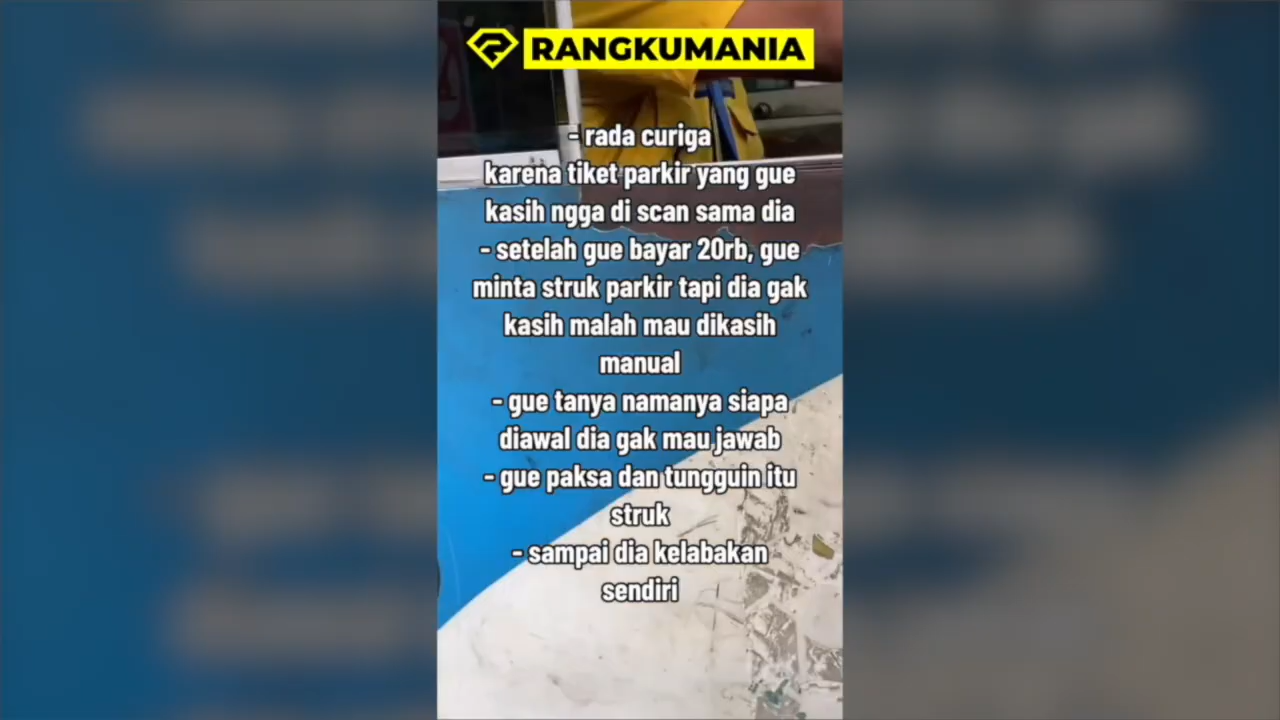 RANGKUMANIA
- rada curiga
karena tiket parkir yang gue
kasih ngga di scan sama dia
- setelah gue bayar 20rb, gue
minta struk parkir tapi dia gak
kasih malah mau dikasih
manual
- gue tanya namanya siapa
diawal dia gak mau jawab
- gue paksa dan tungguin itu
struk
- sampai dia kelabakan
sendiri